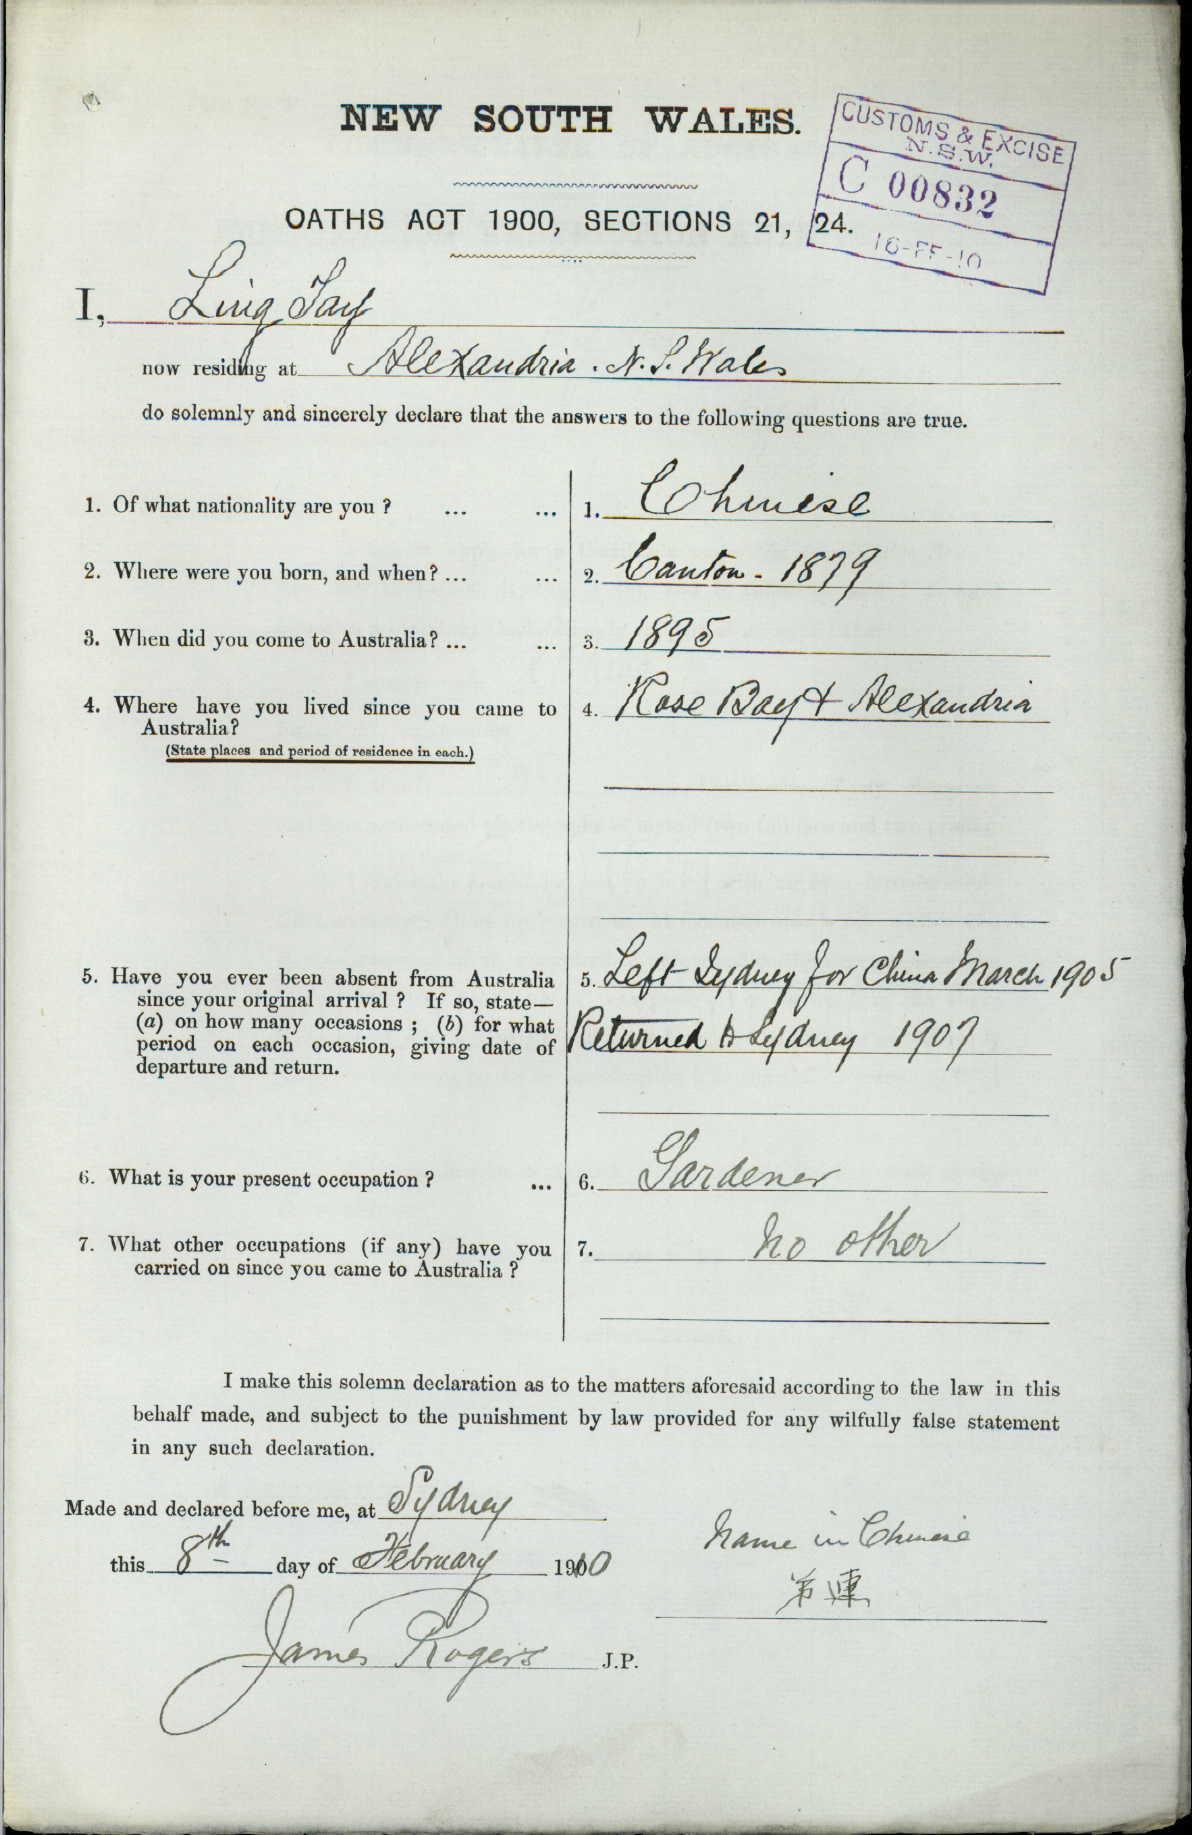 NEW SOUTH WALES.
CUSTOMS & EXCISE
N.S.W.
C 00832
OATHS ACT 1900, SECTIONS 21, 24.
I, Ling Tay
now residing at Alexandria. N.S. Wales
do solemnly and sincerely declare that the answers to the following questions are true.
1. Of what nationality are you ? ... ... 1. Chinese
2. Where were you born, and when? ... ... 2. Canton - 1879
3. When did you come to Australia? ... ... 3. 1895
4. Where have you lived since you came to 4. Rose Bay & Alexandria
Australia?
(State places and period of residence in each.)
5. Have you ever been absent from Australia 5. Left Sydney for China March 1905
since your original arrival ? If so, state—
(a) on how many occasions ; (b) for what Returned to Sydney 1907
period on each occasion, giving date of
departure and return.
6. What is your present occupation ? ... 6. Gardener
7. What other occupations (if any) have you 7. No other
carried on since you came to Australia ?
I make this solemn declaration as to the matters aforesaid according to the law in this
behalf made, and subject to the punishment by law provided for any wilfully false statement
in any such declaration.
Made and declared before me, at Sydney
this 8th day of February 1910
Name in Chinese
弟連
James Rogers J.P.